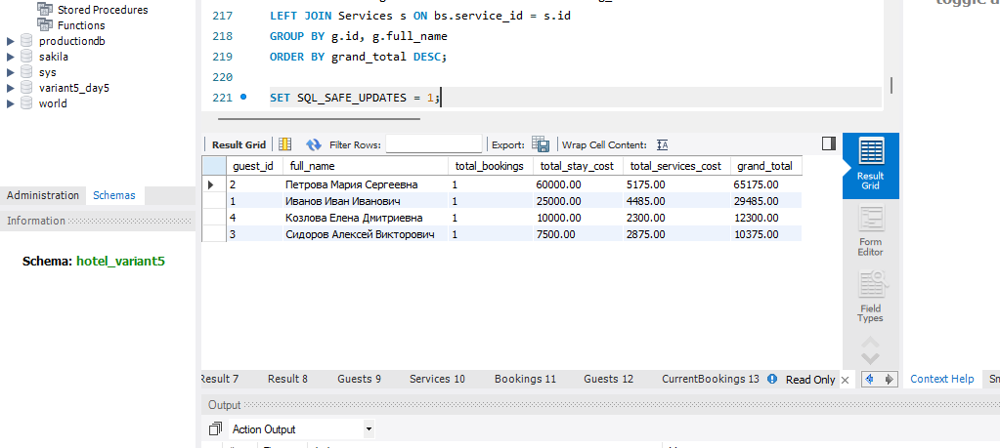 Stored Procedures
Functions
productiondb
sakila
sys
variant5_day5
world
Administration Schemas
Information
Schema: hotel_variant5
217 LEFT JOIN Services s ON bs.service_id = s.id
218 GROUP BY g.id, g.full_name
219 ORDER BY grand_total DESC;
220
221 SET SQL_SAFE_UPDATES = 1;
Result Grid Filter Rows: Export: Wrap Cell Content:
guest_id full_name total_bookings total_stay_cost total_services_cost grand_total
2 Петрова Мария Сергеевна 1 60000.00 5175.00 65175.00
1 Иванов Иван Иванович 1 25000.00 4485.00 29485.00
4 Козлова Елена Дмитриевна 1 10000.00 2300.00 12300.00
3 Сидоров Алексей Викторович 1 7500.00 2875.00 10375.00
Result Grid
Form Editor
Field Types
Result 7 Result 8 Guests 9 Services 10 Bookings 11 Guests 12 CurrentBookings 13 Read Only
Context Help
Output
Action Output